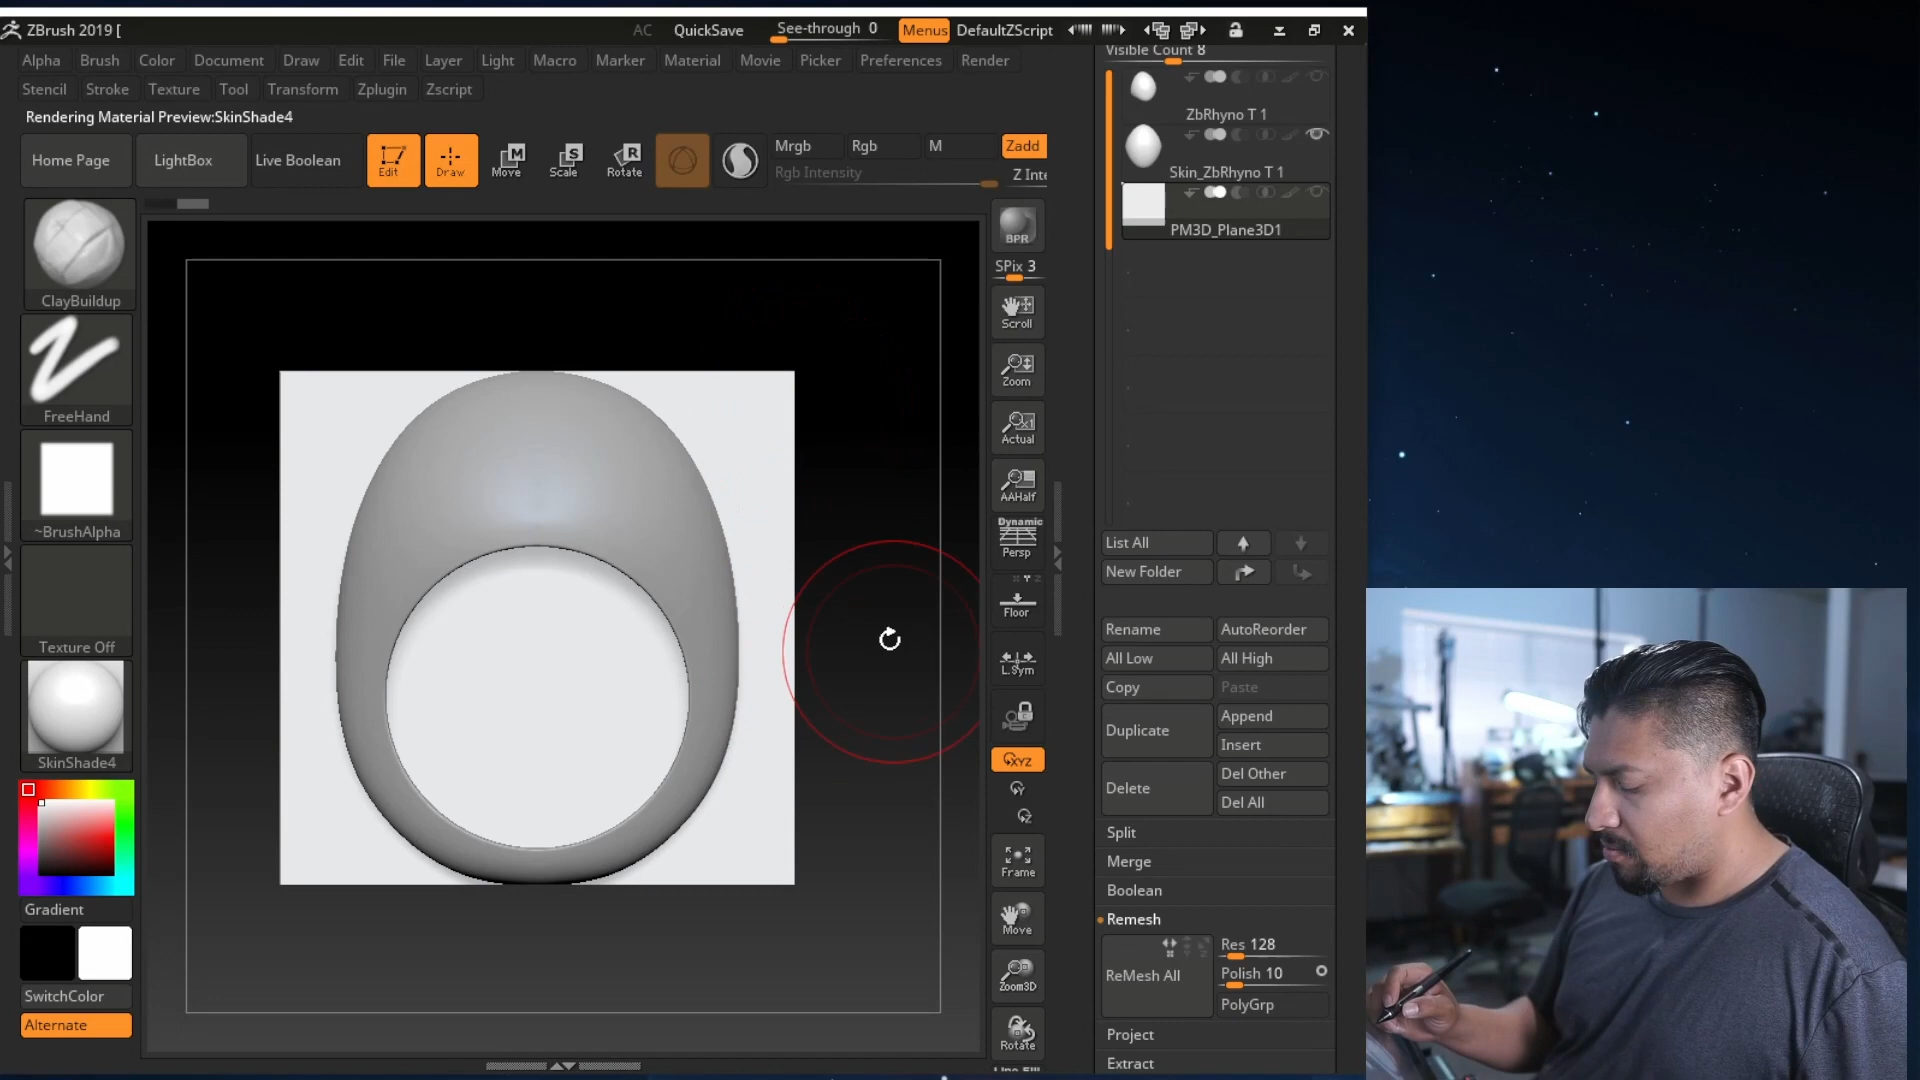 ZBrush 2019 [
AC QuickSave See-through 0 Menus DefaultZScript
Alpha Brush Color Document Draw Edit File Layer Light Macro Marker Material Movie Picker Preferences Render
Stencil Stroke Texture Tool Transform Zplugin Zscript
Rendering Material Preview:SkinShade4
Home Page LightBox Live Boolean Edit Draw Move Scale Rotate Mrgb Rgb M Zadd
Rgb Intensity Z Inte
ClayBuildup
FreeHand
~BrushAlpha
Texture Off
SkinShade4
Gradient
SwitchColor
Alternate
BPR
SPix 3
Scroll
Zoom
Actual
AAHalf
Dynamic
Persp
Floor
L.Sym
XYZ
Frame
Move
Zoom3D
Rotate
Visible Count 8
ZbRhyno T 1
Skin_ZbRhyno T 1
PM3D_Plane3D1
List All
New Folder
Rename AutoReorder
All Low All High
Copy Paste
Duplicate Append
Insert
Delete Del Other
Del All
Split
Merge
Boolean
Remesh
ReMesh All Res 128
Polish 10
PolyGrp
Project
Extract